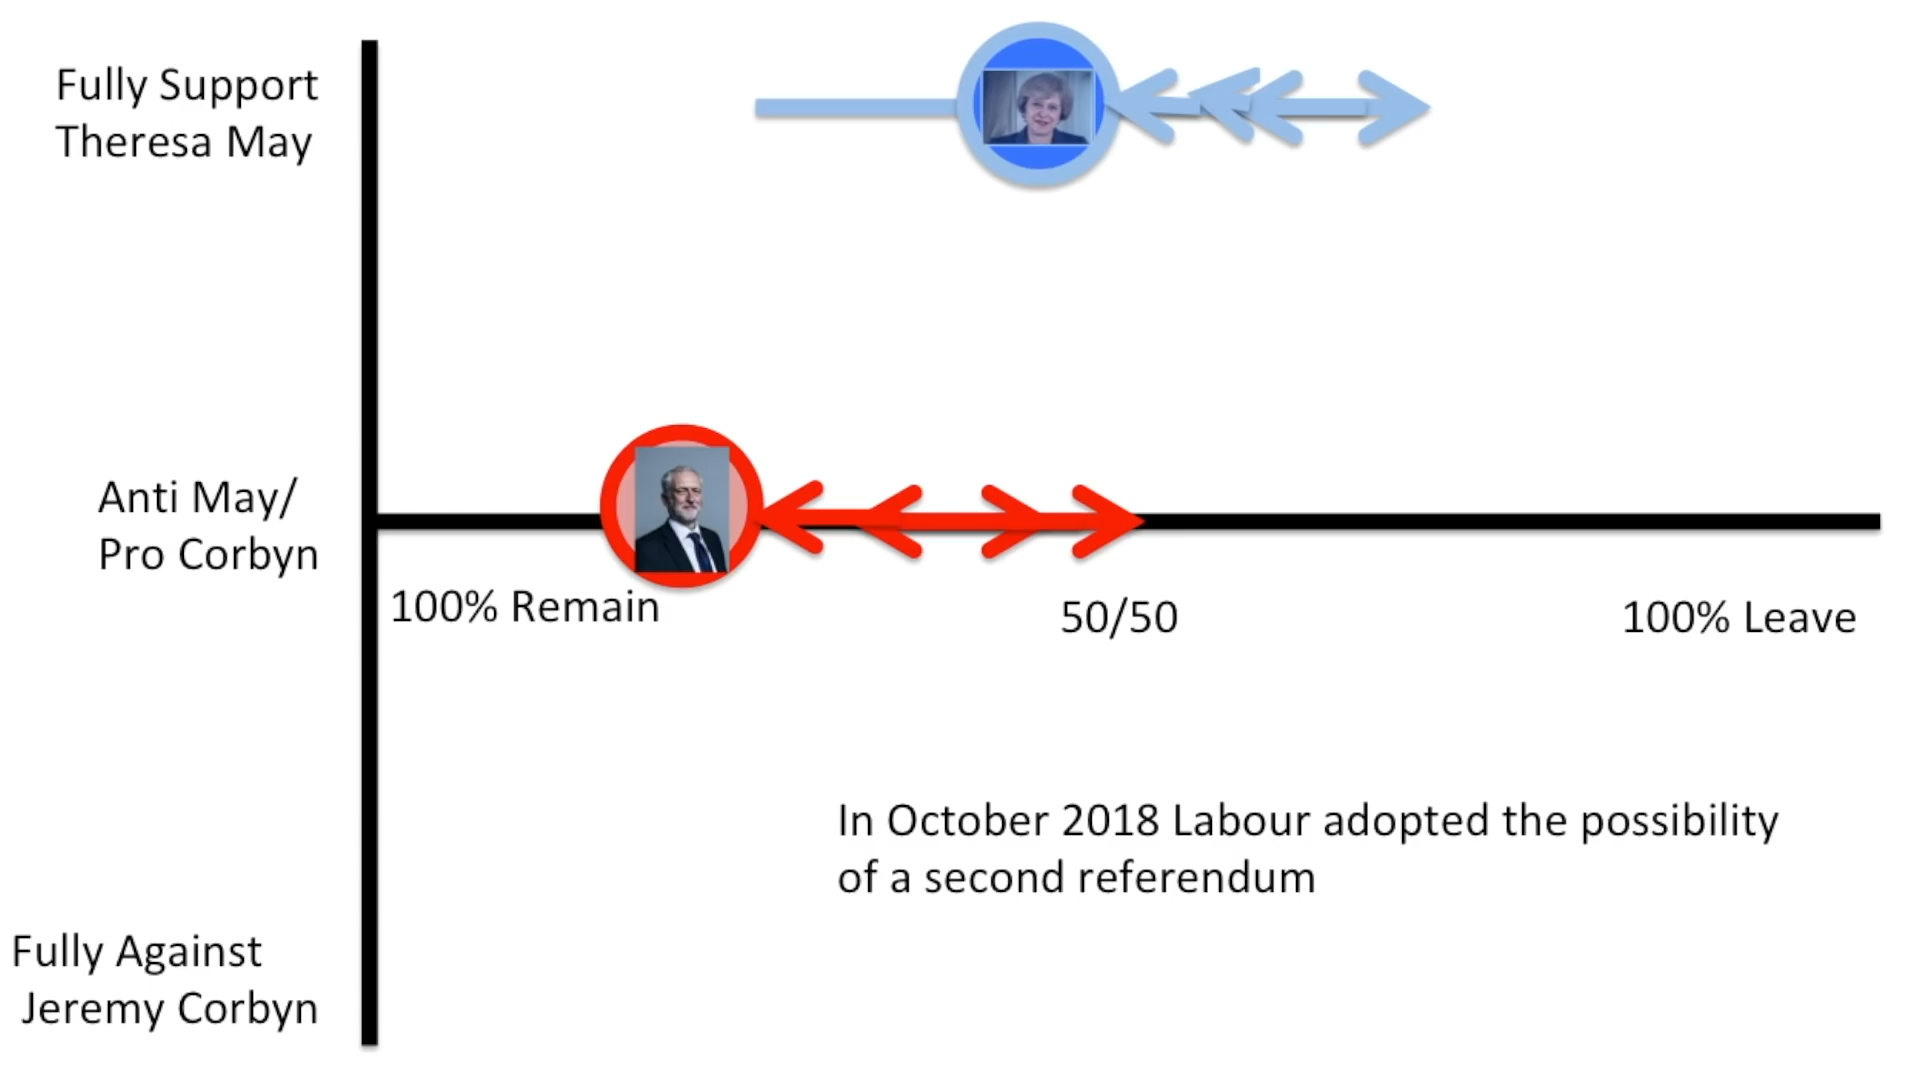 Fully Support
Theresa May
Anti May/
Pro Corbyn
100% Remain
50/50
100% Leave
In October 2018 Labour adopted the possibility
of a second referendum
Fully Against
Jeremy Corbyn